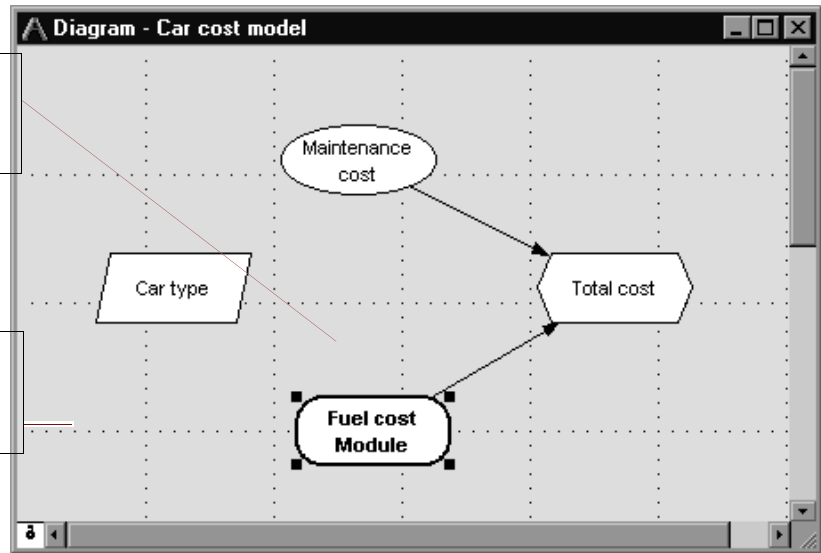 Diagram - Car cost model
Maintenance
cost
Car type
Total cost
Fuel cost
Module